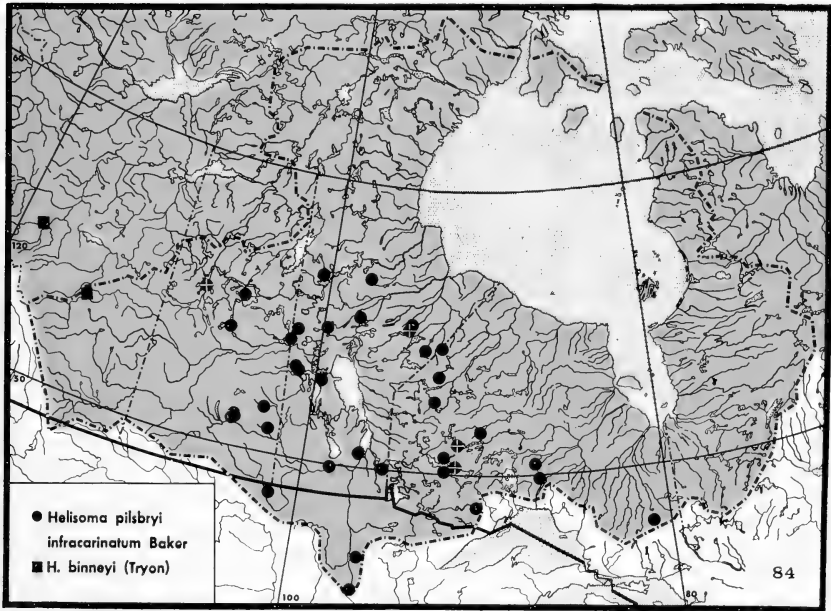 60
120
50
● Helisoma pilsbryi
infracarinatum Baker
■ H. binneyi (Tryon)
100
80
84